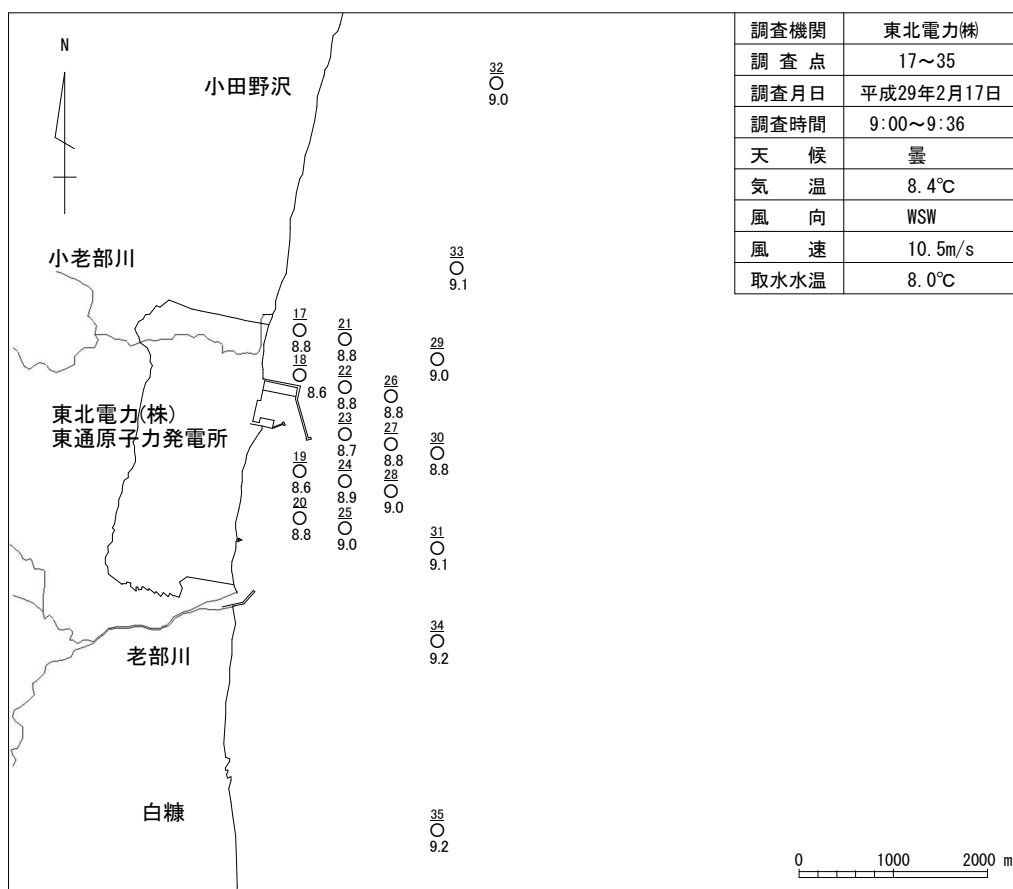 調査機関 東北電力㈱
調査点 17~35
調査月日 平成29年2月17日
調査時間 9:00~9:36
天候 曇
気温 8.4℃
風向 WSW
風速 10.5m/s
取水水温 8.0℃
N
小田野沢
32
9.0
小老部川
33
9.1
17
8.8
21
8.8
29
9.0
18
8.6
22
8.8
26
8.8
東北電力(株)
東通原子力発電所
23
8.7
27
8.8
30
8.8
19
8.6
24
8.9
28
9.0
20
8.8
25
9.0
31
9.1
34
9.2
老部川
白糠
35
9.2
0 1000 2000 m